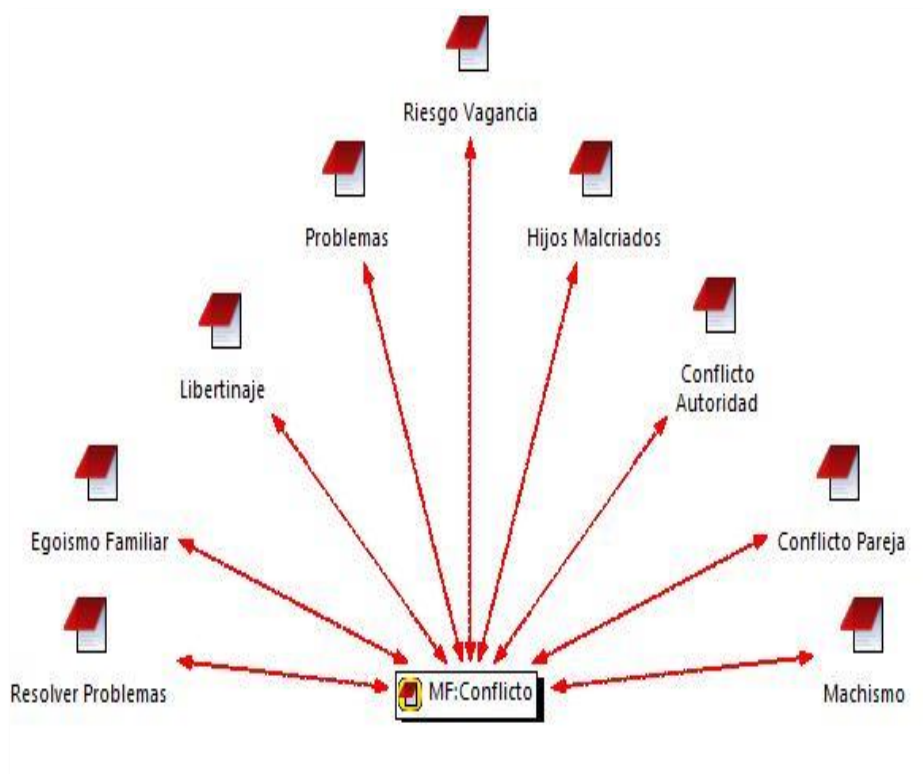 Riesgo Vagancia
Problemas
Hijos Malcriados
Libertinaje
Conflicto
Autoridad
Egoismo Familiar
Conflicto Pareja
Resolver Problemas
MF:Conflicto
Machismo